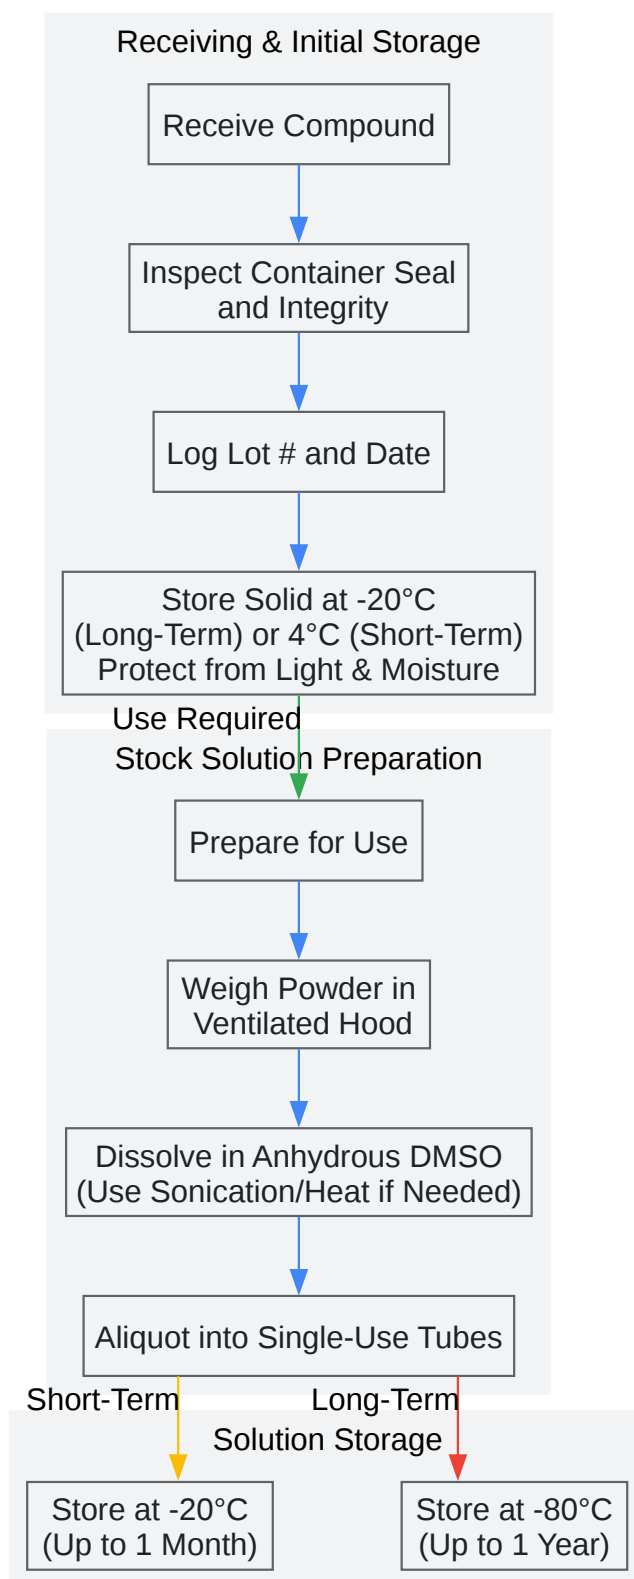 Receiving & Initial Storage
Receive Compound
Inspect Container Seal
and Integrity
Log Lot # and Date
Store Solid at -20°C
(Long-Term) or 4°C (Short-Term)
Protect from Light & Moisture
Use Required
Stock Solution Preparation
Prepare for Use
Weigh Powder in
Ventilated Hood
Dissolve in Anhydrous DMSO
(Use Sonication/Heat if Needed)
Aliquot into Single-Use Tubes
Short-Term
Long-Term
Solution Storage
Store at -20°C
(Up to 1 Month)
Store at -80°C
(Up to 1 Year)